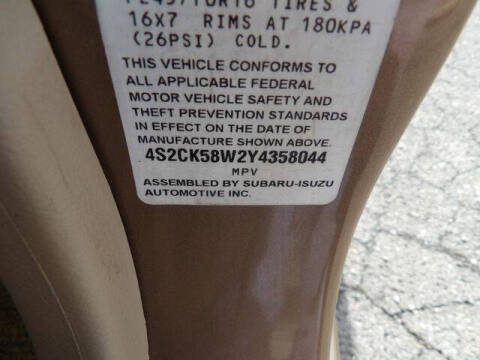 TIRES &
16X7 RIMS AT 180KPA
(26PSI) COLD.
THIS VEHICLE CONFORMS TO
ALL APPLICABLE FEDERAL
MOTOR VEHICLE SAFETY AND
THEFT PREVENTION STANDARDS
IN EFFECT ON THE DATE OF
MANUFACTURE SHOWN ABOVE.
4S2CK58W2Y4358044
MPV
ASSEMBLED BY SUBARU-ISUZU
AUTOMOTIVE INC.